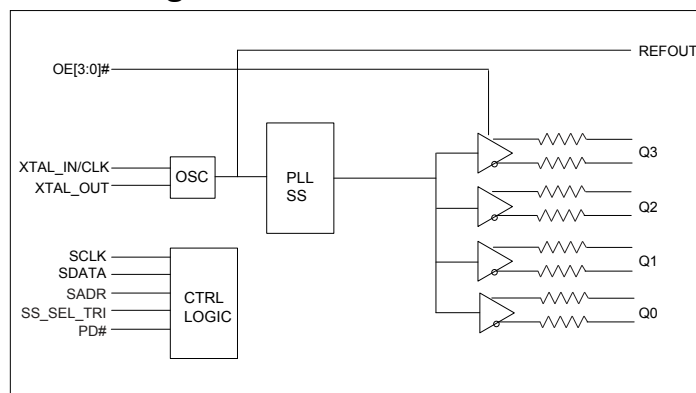 REFOUT
OE[3:0]#
XTAL_IN/CLK
XTAL_OUT
OSC
PLL
SS
Q3
Q2
Q1
Q0
SCLK
SDATA
SADR
SS_SEL_TRI
PD#
CTRL
LOGIC